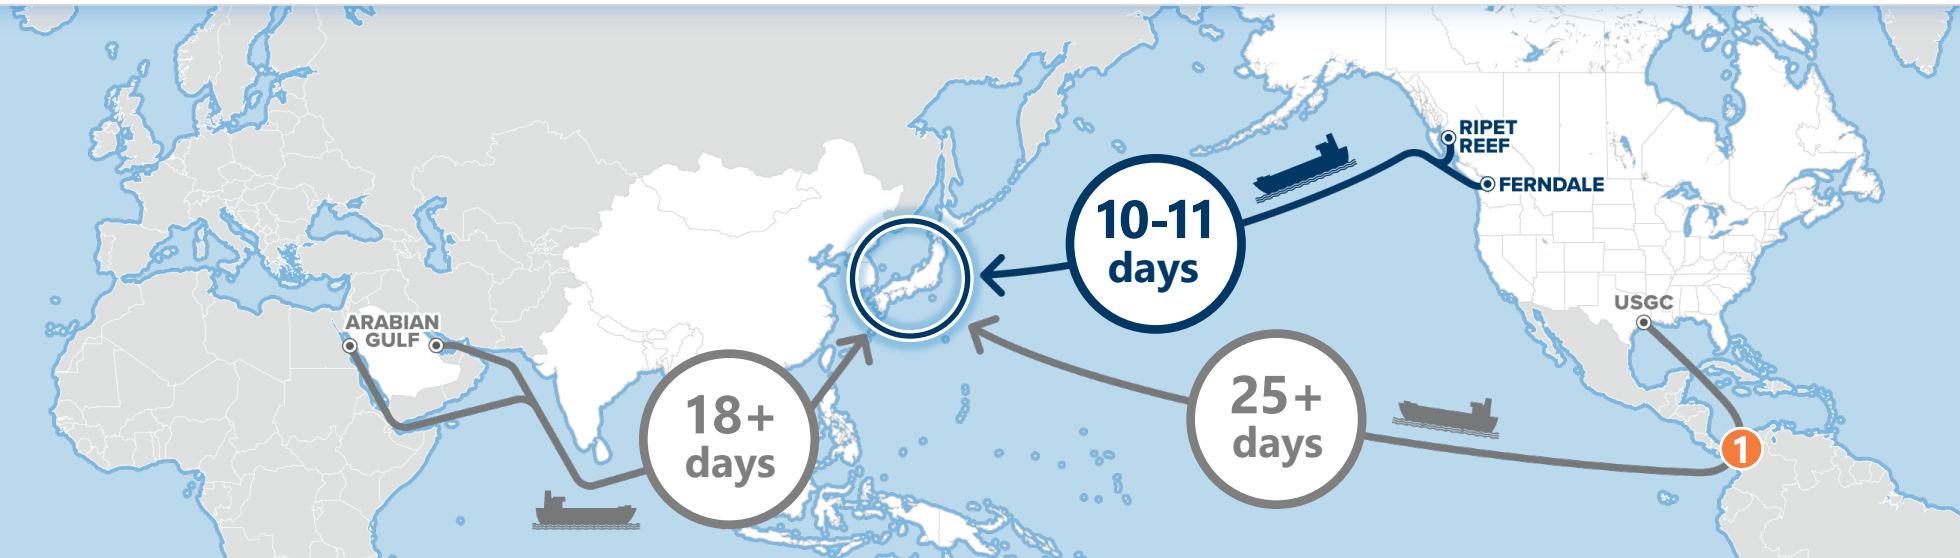 RIPET
REEF
FERNDALE
10-11
days
USGC
ARABIAN
GULF
18+
days
25+
days
1